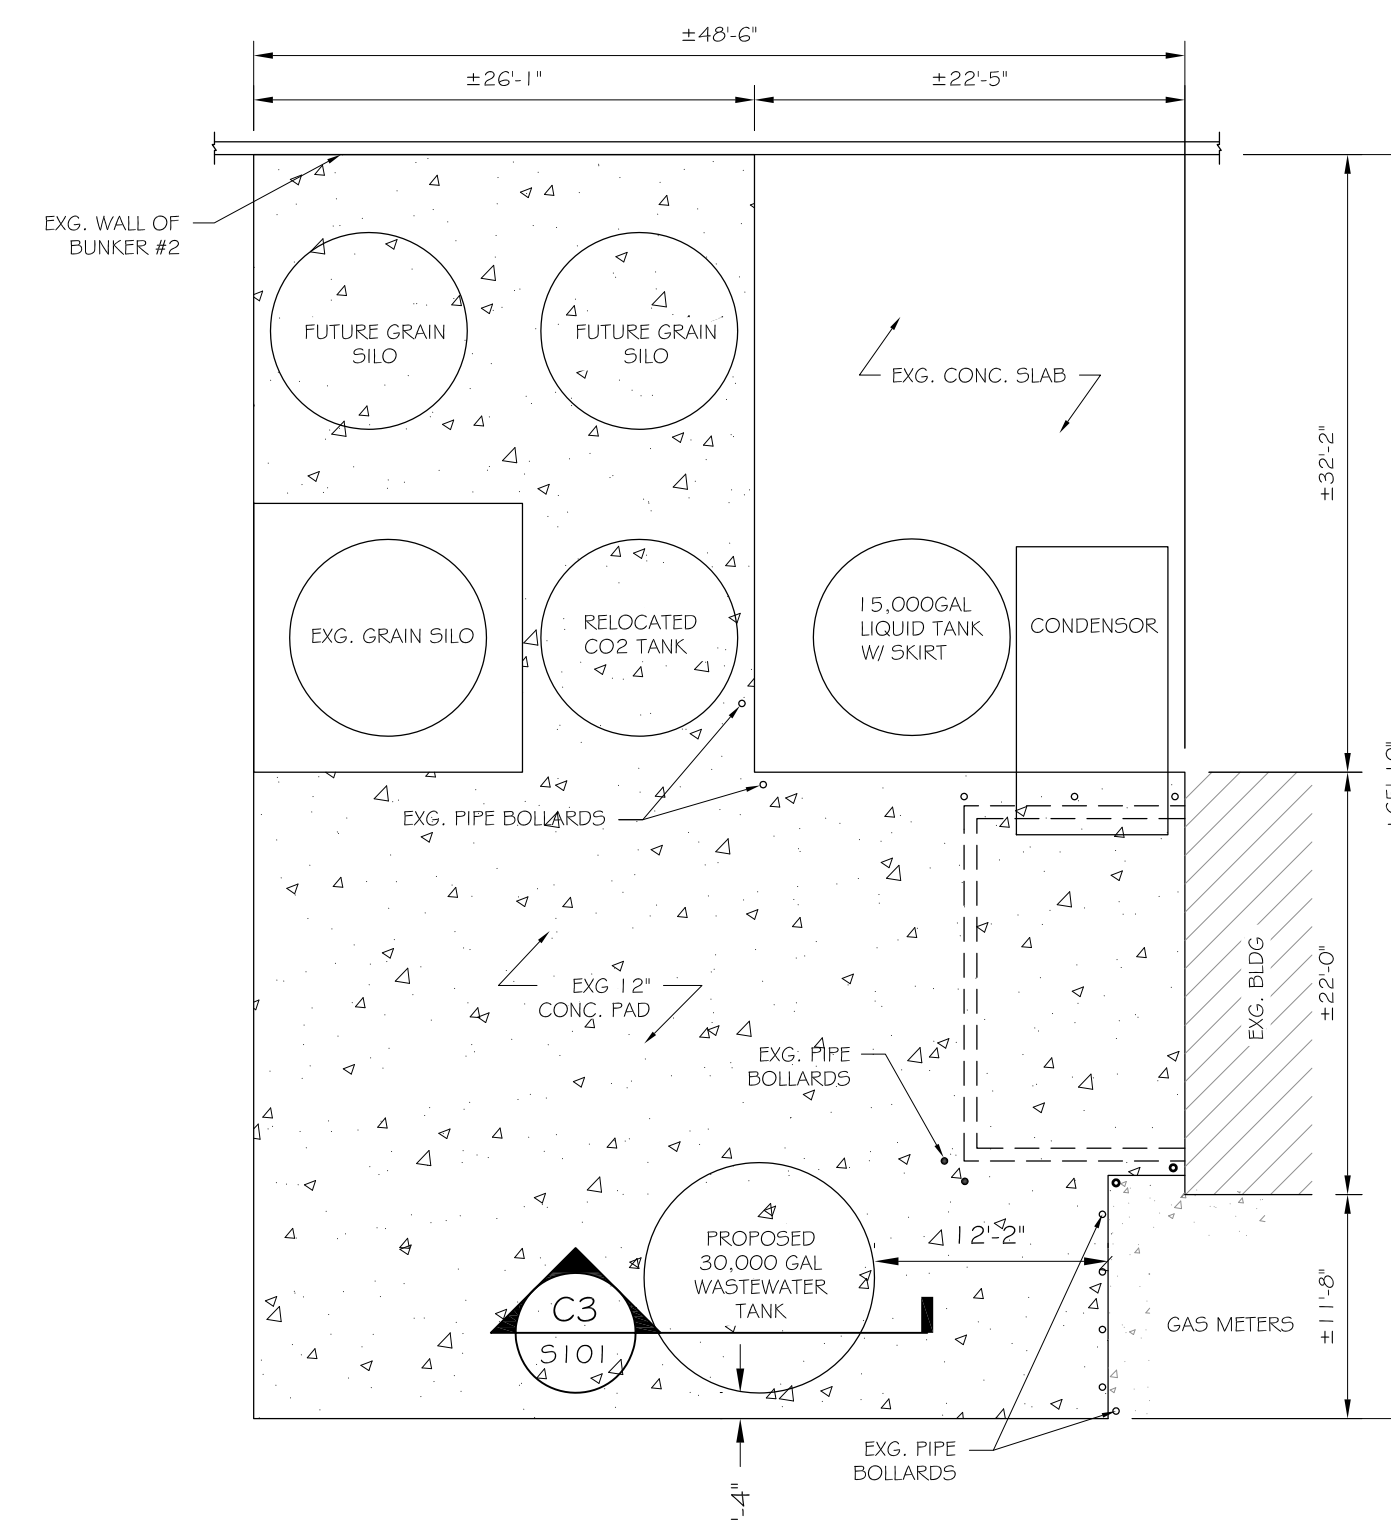 ±48'-6"
±26'-1"
±22'-5"
EXG. WALL OF
BUNKER #2
FUTURE GRAIN
SILO
FUTURE GRAIN
SILO
EXG. CONC. SLAB
±32'-2"
EXG. GRAIN SILO
RELOCATED
CO2 TANK
15,000GAL
LIQUID TANK
W/ SKIRT
CONDENSOR
EXG. PIPE BOLLARDS
EXG 12"
CONC. PAD
EXG. BLDG
±22'-0"
EXG. PIPE
BOLLARDS
PROPOSED
30,000 GAL
WASTEWATER
TANK
12'-2"
C3
S101
GAS METERS
±11'-8"
EXG. PIPE
BOLLARDS
'-4"